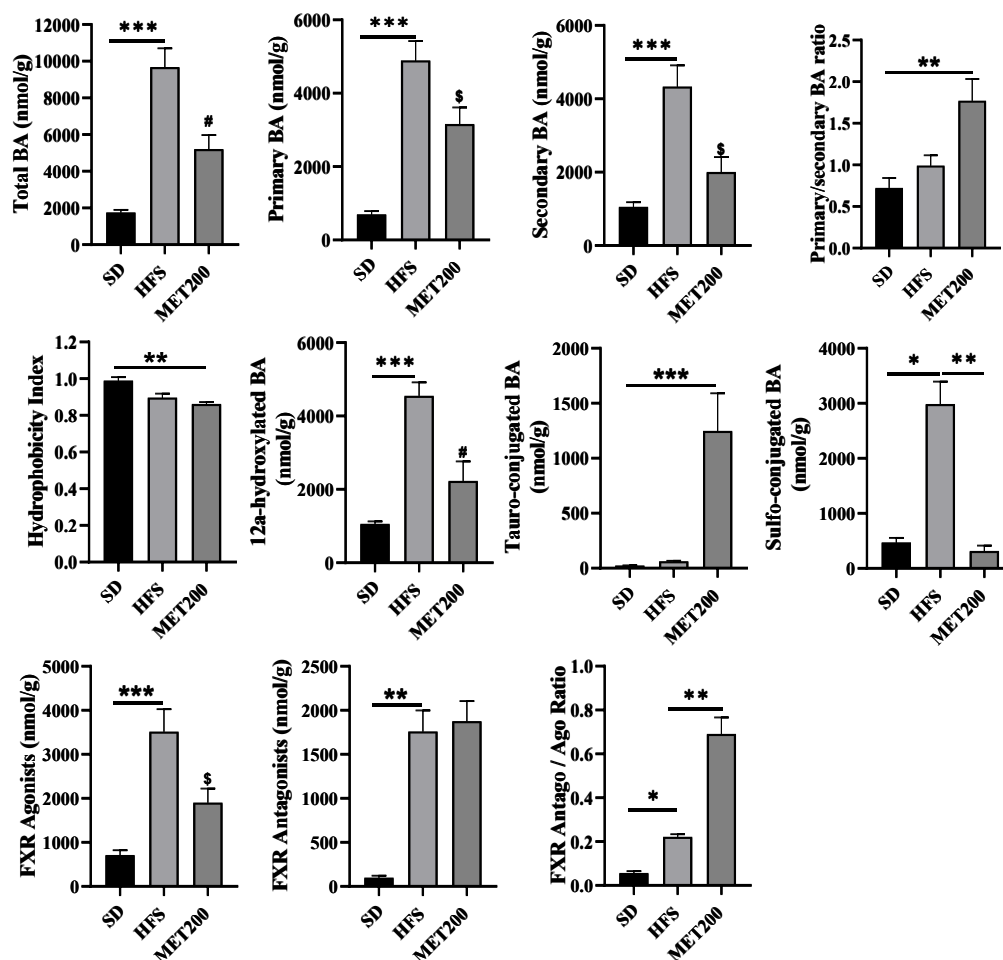 Total BA (nmol/g)
12000
10000
8000
6000
4000
2000
0
***
#
SD
HFS
MET200
Primary BA (nmol/g)
6000
4000
2000
0
***
$
SD
HFS
MET200
Secondary BA (nmol/g)
6000
4000
2000
0
***
$
SD
HFS
MET200
Primary/secondary BA ratio
2.5
2.0
1.5
1.0
0.5
0.0
**
SD
HFS
MET200
Hydrophobicity Index
1.2
1.0
0.8
0.6
0.4
0.2
0.0
**
SD
HFS
MET200
12a-hydroxylated BA
(nmol/g)
6000
4000
2000
0
***
#
SD
HFS
MET200
Tauro-conjugated BA
(nmol/g)
2000
1500
1000
500
0
***
SD
HFS
MET200
Sulfo-conjugated BA
(nmol/g)
4000
3000
2000
1000
0
*
**
SD
HFS
MET200
FXR Agonists (nmol/g)
5000
4000
3000
2000
1000
0
***
$
SD
HFS
MET200
FXR Antagonists (nmol/g)
2500
2000
1500
1000
500
0
**
SD
HFS
MET200
FXR Antago / Ago Ratio
1.0
0.8
0.6
0.4
0.2
0.0
*
**
SD
HFS
MET200